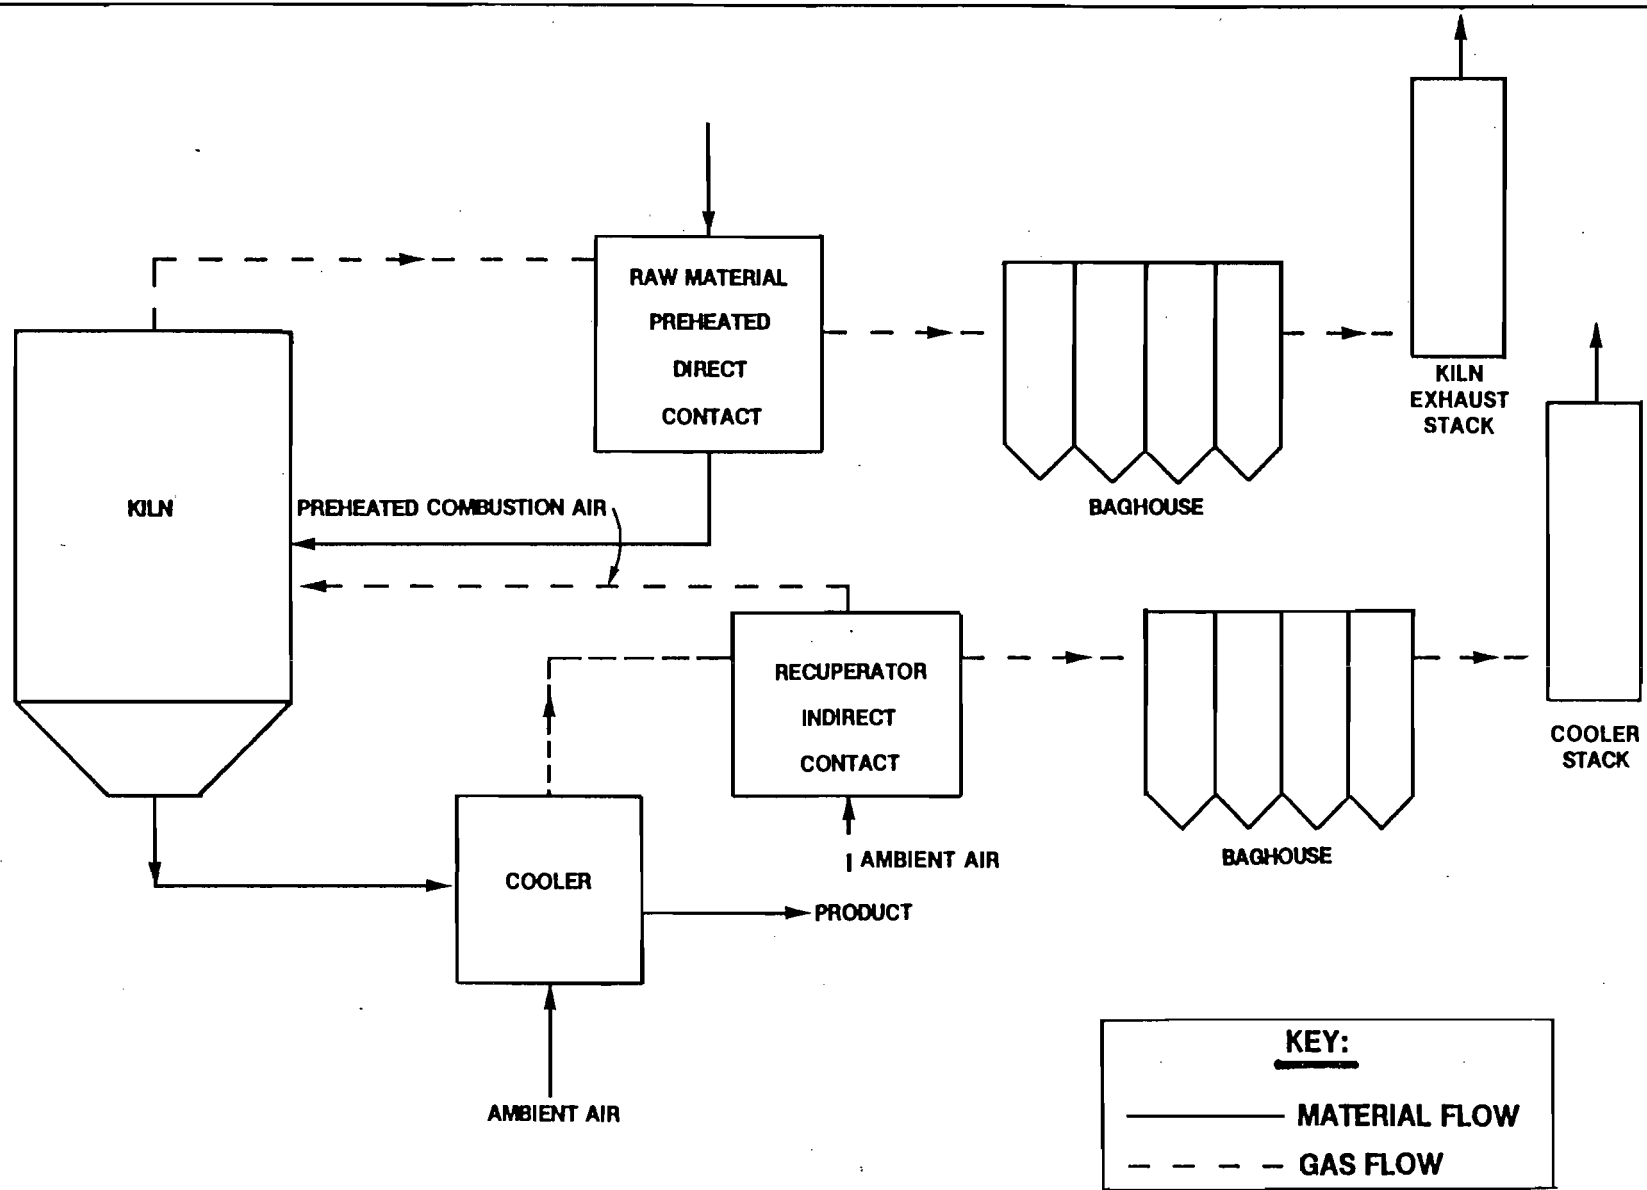 RAW MATERIAL
PREHEATED
DIRECT
CONTACT
KILN
EXHAUST
STACK
KILN
PREHEATED COMBUSTION AIR
BAGHOUSE
RECUPERATOR
INDIRECT
CONTACT
COOLER
STACK
AMBIENT AIR
BAGHOUSE
COOLER
PRODUCT
AMBIENT AIR
KEY:
MATERIAL FLOW
GAS FLOW